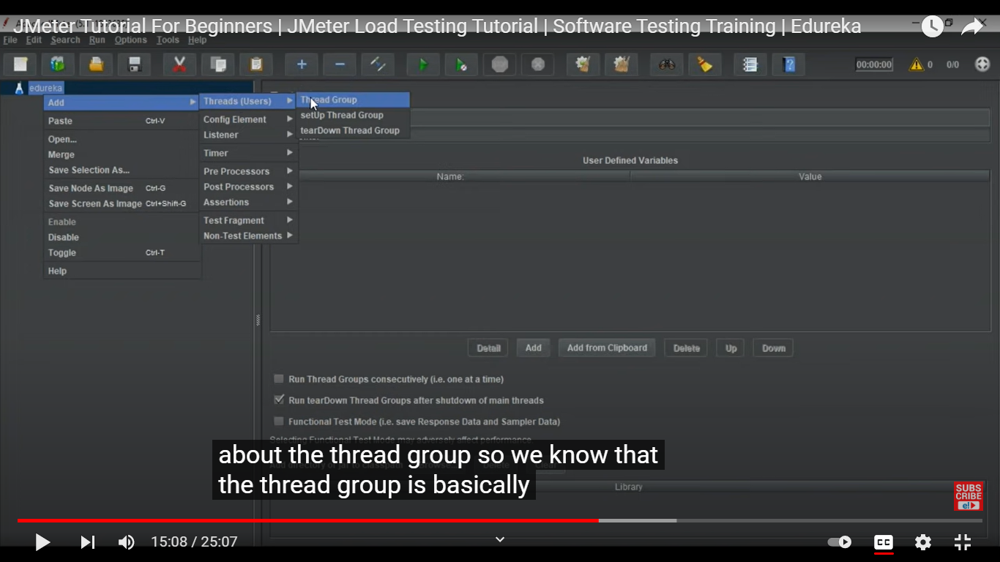 JMeter Tutorial For Beginners | JMeter Load Testing Tutorial | Software Testing Training | Edureka
File Edit Search Run Options Tools Help
00:00:00 0 0/0
edureka
Add
Paste Ctrl-V
Open...
Merge
Save Selection As...
Save Node As Image Ctrl-G
Save Screen As Image Ctrl+Shift-G
Enable
Disable
Toggle Ctrl-T
Help
Threads (Users)
Config Element
Listener
Timer
Pre Processors
Post Processors
Assertions
Test Fragment
Non-Test Elements
Thread Group
setUp Thread Group
tearDown Thread Group
User Defined Variables
Name: Value
Detail Add Add from Clipboard Delete Up Down
Run Thread Groups consecutively (i.e. one at a time)
Run tearDown Thread Groups after shutdown of main threads
Functional Test Mode (i.e. save Response Data and Sampler Data)
Selecting Functional Test Mode may adversely affect performance.
about the thread group so we know that
the thread group is basically
Library
SUBS
CRIBE
e!
15:08 / 25:07
CC